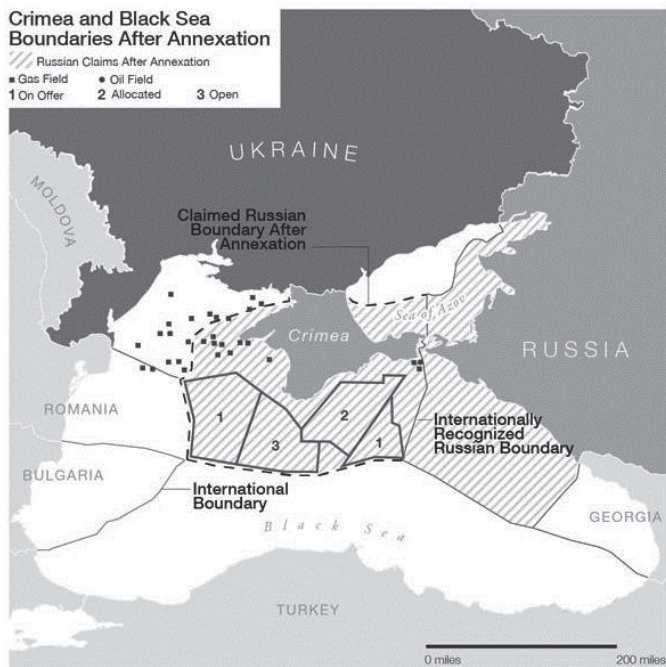 Crimea and Black Sea
Boundaries After Annexation
Russian Claims After Annexation
Gas Field
Oil Field
1 On Offer
2 Allocated
3 Open
UKRAINE
MOLDOVA
Claimed Russian
Boundary After
Annexation
Sea of Azov
Crimea
RUSSIA
ROMANIA
1
2
3
1
Internationally
Recognized
Russian Boundary
BULGARIA
International
Boundary
GEORGIA
Black Sea
TURKEY
0 miles
200 miles